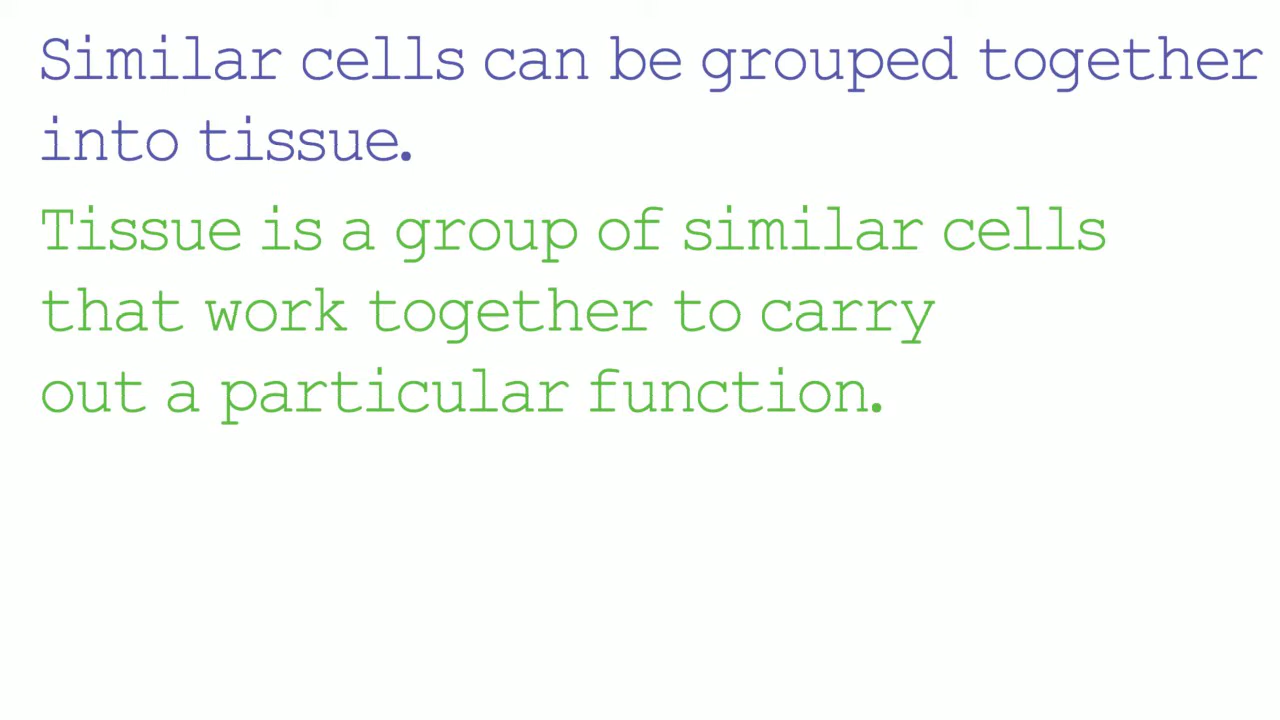 Similar cells can be grouped together
into tissue.
Tissue is a group of similar cells
that work together to carry
out a particular function.